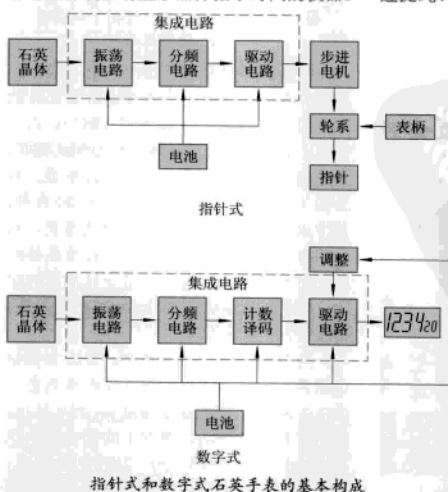 集成电路
石英晶体
振荡电路
分频电路
驱动电路
步进电机
轮系
表柄
电池
指针
指针式
调整
集成电路
石英晶体
振荡电路
分频电路
计数译码
驱动电路
123420
电池
数字式
指针式和数字式石英手表的基本构成